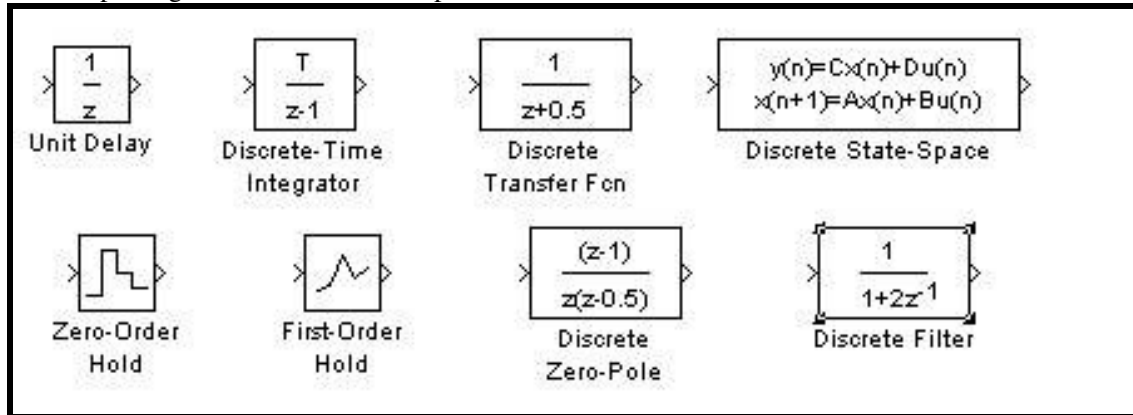 1
z
Unit Delay
T
z-1
Discrete-Time
Integrator
1
z+0.5
Discrete
Transfer Fcn
y(n)=Cx(n)+Du(n)
x(n+1)=Ax(n)+Bu(n)
Discrete State-Space
Zero-Order
Hold
First-Order
Hold
(z-1)
z(z-0.5)
Discrete
Zero-Pole
1
1+2z-1
Discrete Filter